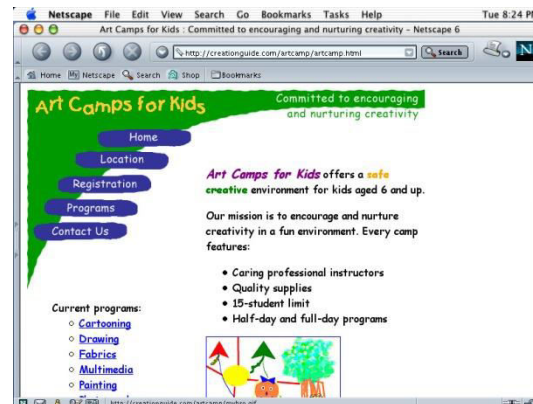 Netscape File Edit View Search Go Bookmarks Tasks Help Tue 8:24 P
Art Camps for Kids : Committed to encouraging and nurturing creativity - Netscape 6
http://creationguide.com/artcamp/artcamp.html Search N
Home My Netscape Search Shop Bookmarks
Art Camps for Kids
Committed to encouraging
and nurturing creativity
Home
Location
Registration
Programs
Contact Us
Art Camps for Kids offers a safe
creative environment for kids aged 6 and up.
Our mission is to encourage and nurture
creativity in a fun environment. Every camp
features:
• Caring professional instructors
• Quality supplies
• 15-student limit
• Half-day and full-day programs
Current programs:
Cartooning
Drawing
Fabrics
Multimedia
Painting